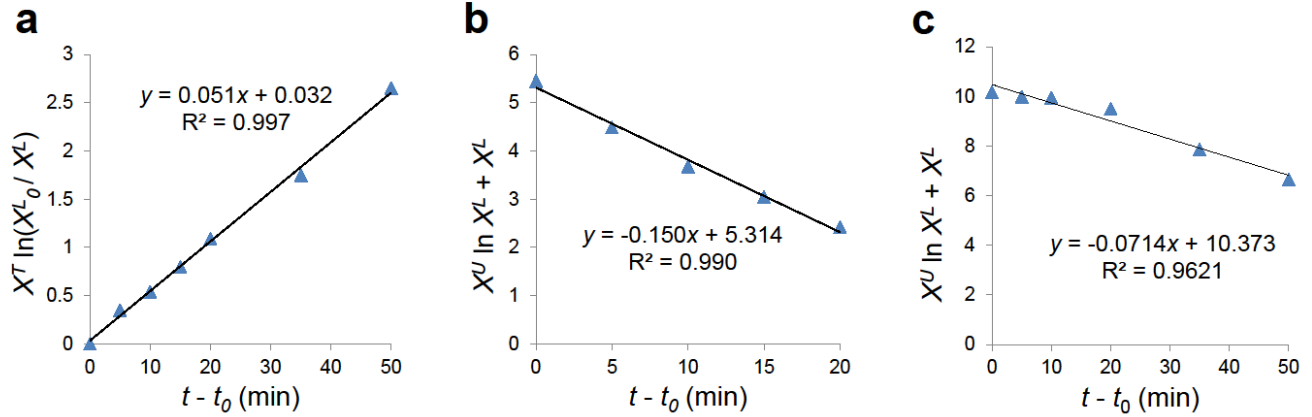 a
3
2.5
2
1.5
1
0.5
0
y = 0.051x + 0.032
R² = 0.997
X^T ln(X^L_0 / X^L)
0 10 20 30 40 50
t - t_0 (min)
b
6
5
4
3
2
1
0
y = -0.150x + 5.314
R² = 0.990
X^U ln X^L + X^L
0 5 10 15 20
t - t_0 (min)
c
12
10
8
6
4
2
0
y = -0.0714x + 10.373
R² = 0.9621
X^U ln X^L + X^L
0 10 20 30 40 50
t - t_0 (min)